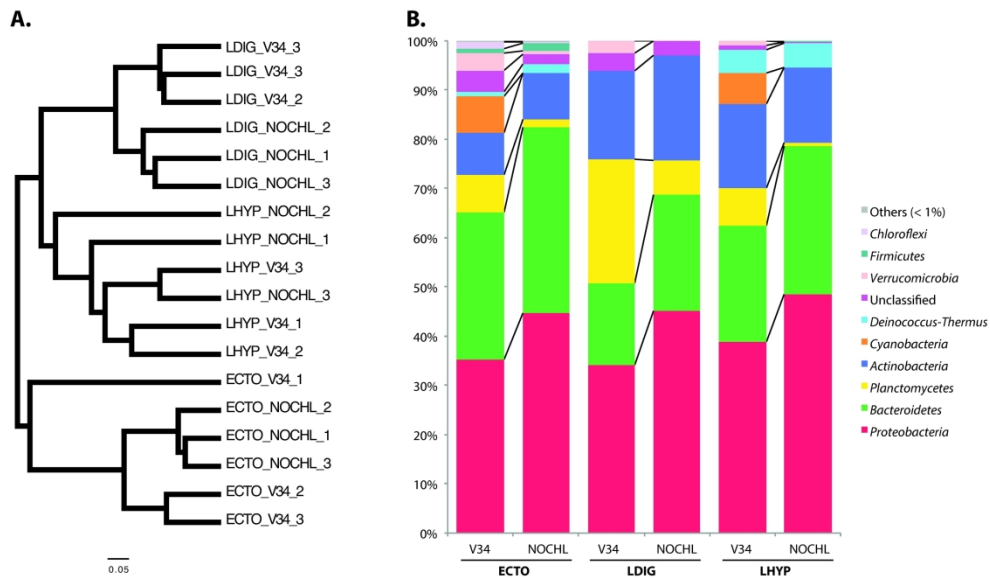 A.
LDIG_V34_3
LDIG_V34_3
LDIG_V34_2
LDIG_NOCHL_2
LDIG_NOCHL_1
LDIG_NOCHL_3
LHYP_NOCHL_2
LHYP_NOCHL_1
LHYP_V34_3
LHYP_NOCHL_3
LHYP_V34_1
LHYP_V34_2
ECTO_V34_1
ECTO_NOCHL_2
ECTO_NOCHL_1
ECTO_NOCHL_3
ECTO_V34_2
ECTO_V34_3
0.05
B.
100%
90%
80%
70%
60%
50%
40%
30%
20%
10%
0%
V34 NOCHL V34 NOCHL V34 NOCHL
ECTO LDIG LHYP
Others (< 1%)
Chloroflexi
Firmicutes
Verrucomicrobia
Unclassified
Deinococcus-Thermus
Cyanobacteria
Actinobacteria
Planctomycetes
Bacteroidetes
Proteobacteria